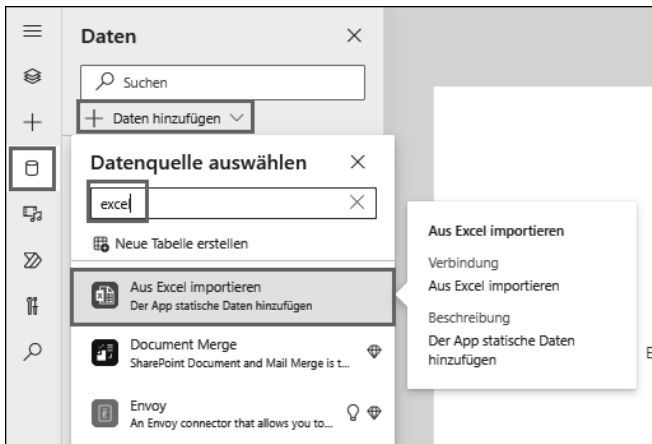 Daten
Suchen
Daten hinzufügen
Datenquelle auswählen
excel
Neue Tabelle erstellen
Aus Excel importieren
Der App statische Daten hinzufügen
Document Merge
SharePoint Document and Mail Merge is t...
Envoy
An Envoy connector that allows you to...
Aus Excel importieren
Verbindung
Aus Excel importieren
Beschreibung
Der App statische Daten
hinzufügen
E